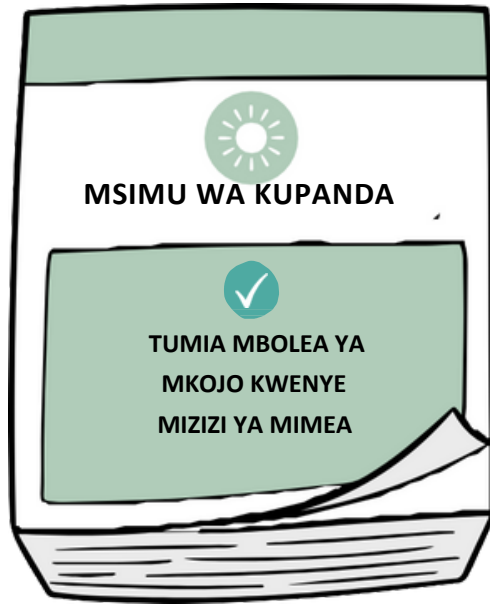 MSIMU WA KUPANDA
TUMIA MBOLEA YA
MKOJO KWENYE
MIZIZI YA MIMEA